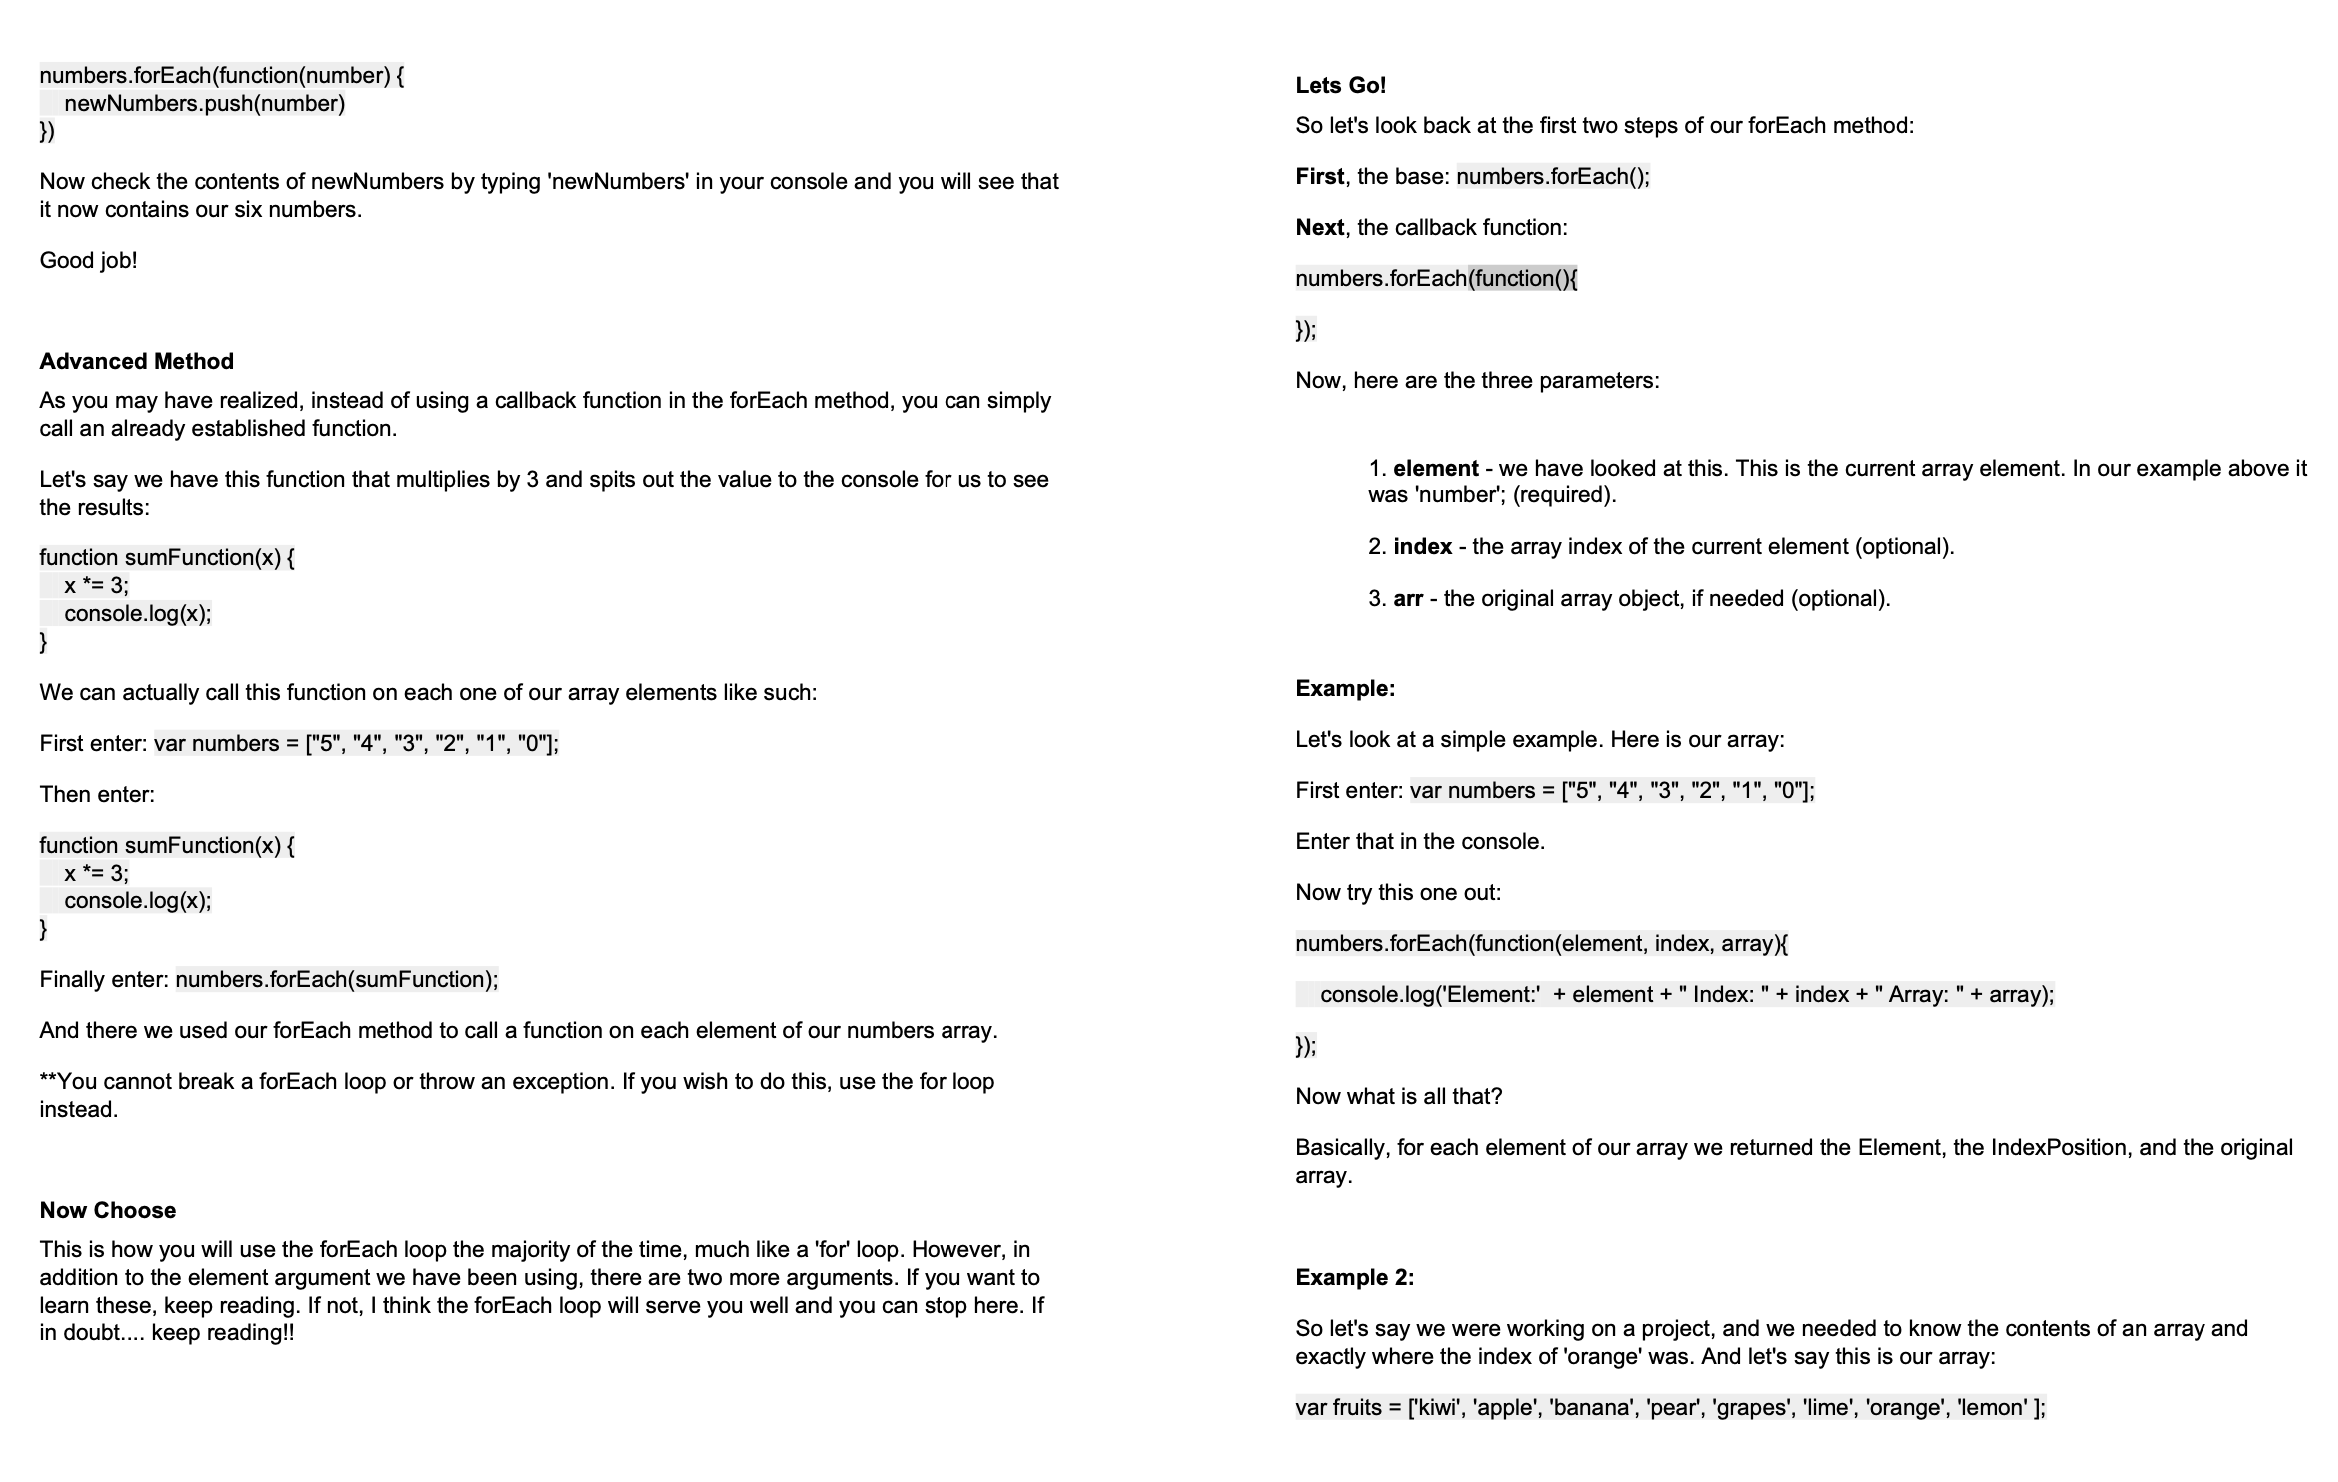 numbers.forEach(function(number) {
newNumbers.push(number)
})
Now check the contents of newNumbers by typing 'newNumbers' in your console and you will see that
it now contains our six numbers.
Good job!
Advanced Method
As you may have realized, instead of using a callback function in the forEach method, you can simply
call an already established function.
Let's say we have this function that multiplies by 3 and spits out the value to the console for us to see
the results:
function sumFunction(x) {
x *= 3;
console.log(x);
}
We can actually call this function on each one of our array elements like such:
First enter: var numbers = ["5", "4", "3", "2", "1", "0"];
Then enter:
function sumFunction(x) {
x *= 3;
console.log(x);
}
Finally enter: numbers.forEach(sumFunction);
And there we used our forEach method to call a function on each element of our numbers array.
**You cannot break a forEach loop or throw an exception. If you wish to do this, use the for loop
instead.
Now Choose
This is how you will use the forEach loop the majority of the time, much like a 'for' loop. However, in
addition to the element argument we have been using, there are two more arguments. If you want to
learn these, keep reading. If not, I think the forEach loop will serve you well and you can stop here. If
in doubt.... keep reading!!
Lets Go!
So let's look back at the first two steps of our forEach method:
First, the base: numbers.forEach();
Next, the callback function:
numbers.forEach(function(){
});
Now, here are the three parameters:
1. element - we have looked at this. This is the current array element. In our example above it
was 'number'; (required).
2. index - the array index of the current element (optional).
3. arr - the original array object, if needed (optional).
Example:
Let's look at a simple example. Here is our array:
First enter: var numbers = ["5", "4", "3", "2", "1", "0"];
Enter that in the console.
Now try this one out:
numbers.forEach(function(element, index, array){
console.log('Element:'  + element + " Index: " + index + " Array: " + array);
});
Now what is all that?
Basically, for each element of our array we returned the Element, the IndexPosition, and the original
array.
Example 2:
So let's say we were working on a project, and we needed to know the contents of an array and
exactly where the index of 'orange' was. And let's say this is our array:
var fruits = ['kiwi', 'apple', 'banana', 'pear', 'grapes', 'lime', 'orange', 'lemon' ];